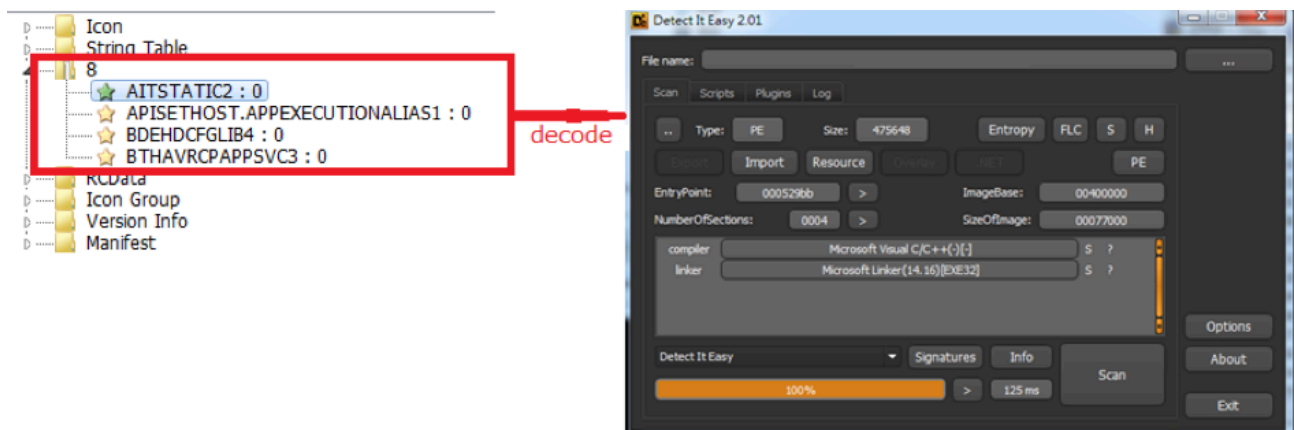 Icon
String Table
8
AITSTATIC2 : 0
APISETHOST.APPEXECUTIONALIAS1 : 0
BDEHDCFGLIB4 : 0
BTHAVRCPAPPSVC3 : 0
RCData
Icon Group
Version Info
Manifest
decode
Detect It Easy 2.01
File name:
...
Scan Scripts Plugins Log
.. Type: PE Size: 475648 Entropy FLC S H
Export Import Resource Overlay .NET PE
EntryPoint: 000529bb > ImageBase: 00400000
NumberOfSections: 0004 > SizeOfImage: 00077000
compiler Microsoft Visual C/C++(-)[-] S ?
linker Microsoft Linker(14.16)[EXE32] S ?
Options
Detect It Easy Signatures Info Scan About
100% > 125 ms
Exit